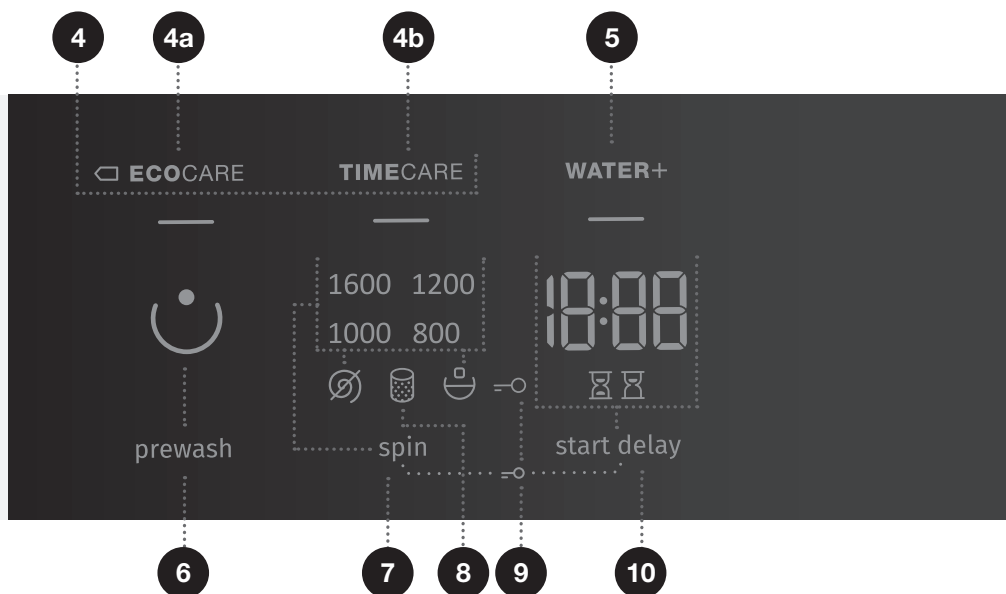 4 4a 4b 5
ECOCARE TIMECARE WATER+
1600 1200
18:88
1000 800
prewash spin start delay
6 7 8 9 10